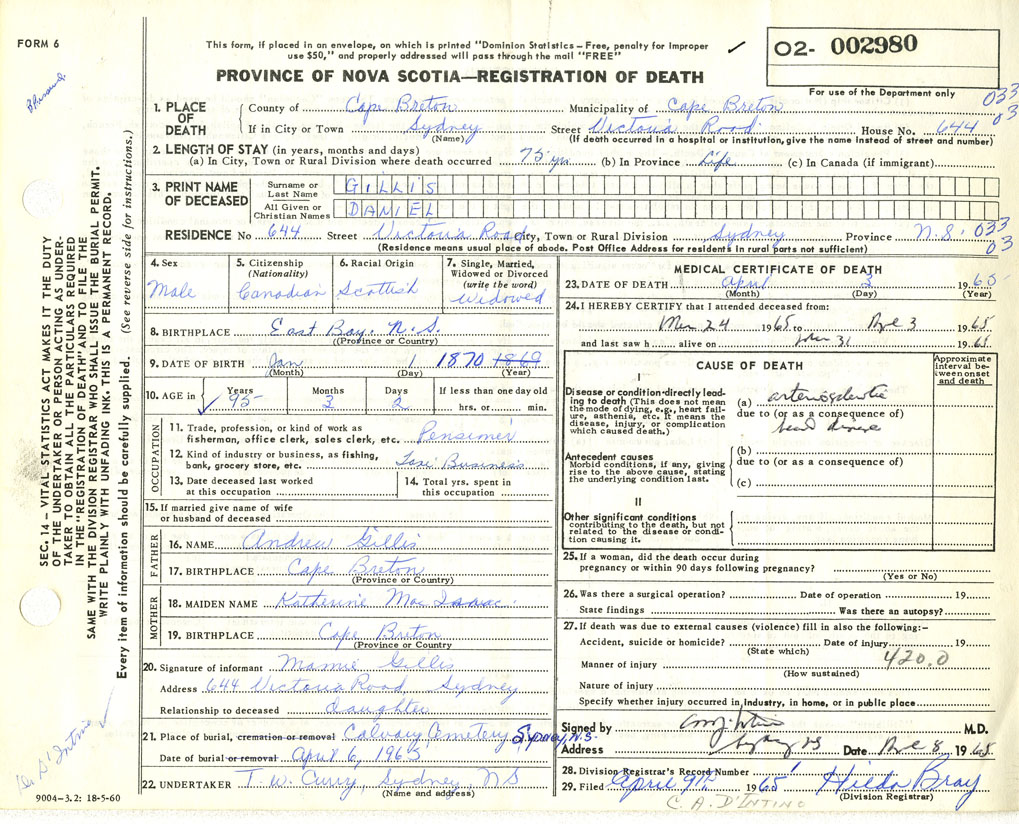 FORM 6
This form, if placed in an envelope, on which is printed "Dominion Statistics – Free, penalty for improper
use $50," and properly addressed will pass through the mail "FREE"
✓
O2- 002980
PROVINCE OF NOVA SCOTIA—REGISTRATION OF DEATH
For use of the Department only
033
03
1. PLACE OF DEATH
County of Cape Breton Municipality of Cape Breton
If in City or Town Sydney Street Victoria Road House No. 644
(Name) (If death occurred in a hospital or institution, give the name instead of street and number)
2. LENGTH OF STAY (in years, months and days)
(a) In City, Town or Rural Division where death occurred 75 yrs (b) In Province Life (c) In Canada (if immigrant)
3. PRINT NAME OF DECEASED
Surname or Last Name GILLIS
All Given or Christian Names DANIEL
RESIDENCE No 644 Street Victoria Road City, Town or Rural Division Sydney Province N.S. 033
(Residence means usual place of abode. Post Office Address for residents in rural parts not sufficient) 03
4. Sex
Male
5. Citizenship
(Nationality)
Canadian
6. Racial Origin
Scottish
7. Single, Married, Widowed or Divorced
(write the word)
Widowed
8. BIRTHPLACE East Bay. N.S.
(Province or Country)
9. DATE OF BIRTH Jan 1 1870 1869
(Month) (Day) (Year)
10. AGE in Years Months Days If less than one day old
✓ 95 3 2 hrs. or min.
OCCUPATION
11. Trade, profession, or kind of work as
fisherman, office clerk, sales clerk, etc. Pensioner
12. Kind of industry or business, as fishing,
bank, grocery store, etc. Taxi Business
13. Date deceased last worked
at this occupation
14. Total yrs. spent in
this occupation
15. If married give name of wife
or husband of deceased
FATHER
16. NAME Andrew Gillis
17. BIRTHPLACE Cape Breton
(Province or Country)
MOTHER
18. MAIDEN NAME Katherine Mac Isaac
19. BIRTHPLACE Cape Breton
(Province or Country)
20. Signature of informant Mamie Gillis
Address 644 Victoria Road Sydney
Relationship to deceased daughter
21. Place of burial, cremation or removal Calvary Cemetery Sydney, N.S.
Date of burial or removal April 6, 1965
22. UNDERTAKER T. W. Curry Sydney, NS
(Name and address)
MEDICAL CERTIFICATE OF DEATH
23. DATE OF DEATH April 3 1965
(Month) (Day) (Year)
24. I HEREBY CERTIFY that I attended deceased from:
Mar 24 1965 to Apl 3 1965
and last saw h alive on Mar 31 1965
CAUSE OF DEATH
Approximate interval between onset and death
I
Disease or condition directly leading
to death (This does not mean
the mode of dying, e.g., heart failure,
asthenia, etc. It means the
disease, injury, or complication
which caused death.)
(a) arteriosclerotic
due to (or as a consequence of)
heart disease
Antecedent causes
Morbid conditions, if any, giving
rise to the above cause, stating
the underlying condition last.
(b)
due to (or as a consequence of)
(c)
II
Other significant conditions
contributing to the death, but not
related to the disease or condition
causing it.
25. If a woman, did the death occur during
pregnancy or within 90 days following pregnancy?
(Yes or No)
26. Was there a surgical operation? Date of operation 19
State findings Was there an autopsy?
27. If death was due to external causes (violence) fill in also the following:–
Accident, suicide or homicide? Date of injury 19
(State which)
420.0
Manner of injury
(How sustained)
Nature of injury
Specify whether injury occurred in industry, in home, or in public place
Signed by M.D.
Address Sydney NS Date Apl 8 1965
28. Division Registrar's Record Number
29. Filed April 9th 1965 Hilda Bray
(Division Registrar)
C. A. D'INTINO
9004-3.2: 18-5-60
SEC. 14 – VITAL STATISTICS ACT MAKES IT THE DUTY
OF THE UNDERTAKER OR PERSON ACTING AS UNDERTAKER
TO OBTAIN ALL THE PARTICULARS REQUIRED
IN THE "REGISTRATION OF DEATH" AND TO FILE THE
SAME WITH THE DIVISION REGISTRAR WHO SHALL ISSUE THE BURIAL PERMIT.
WRITE PLAINLY WITH UNFADING INK. THIS IS A PERMANENT RECORD.
Every item of information should be carefully supplied. (See reverse side for instructions.)
Dr. D'Intino ✓